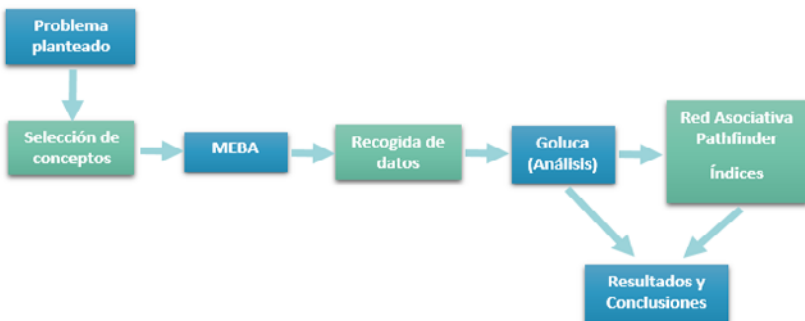 Problema
planteado
Selección de
conceptos
MEBA
Recogida de
datos
Goluca
(Análisis)
Red Asociativa
Pathfinder
Índices
Resultados y
Conclusiones